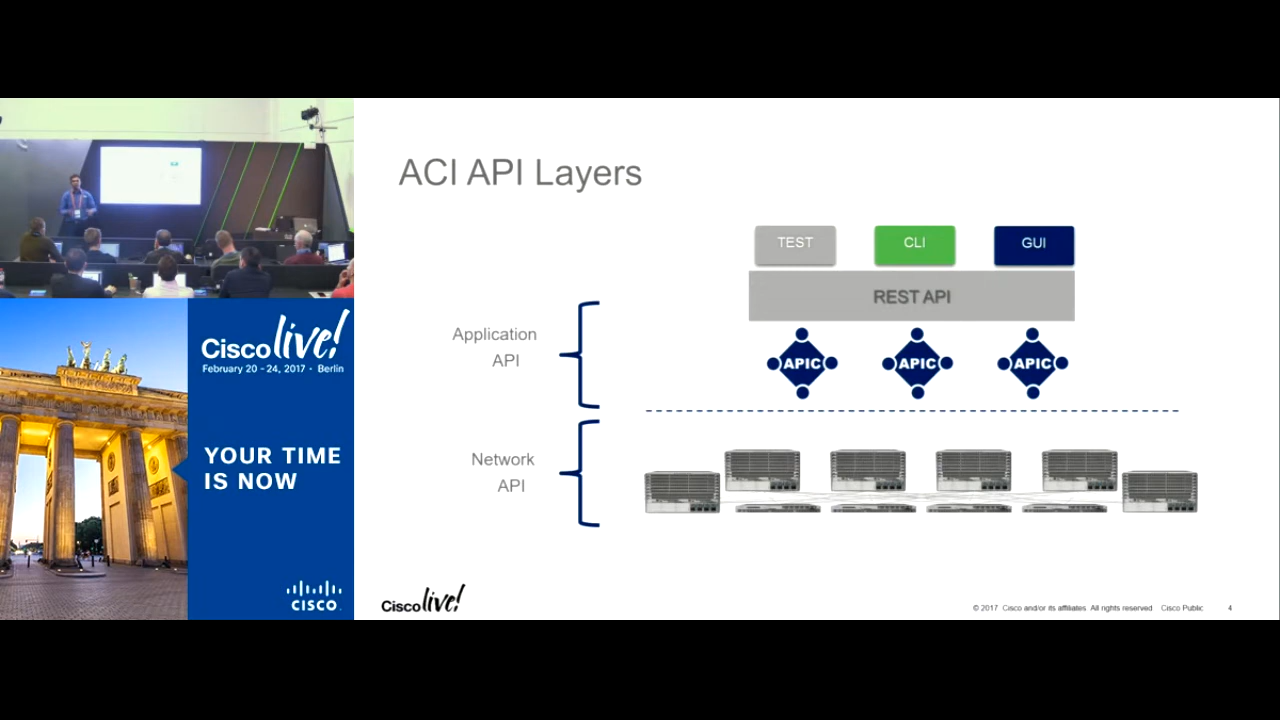 ACI API Layers
TEST
CLI
GUI
REST API
Application
API
APIC
APIC
APIC
Network
API
Cisco live!
February 20 - 24, 2017 · Berlin
YOUR TIME
IS NOW
CISCO.
Cisco live!
© 2017 Cisco and/or its affiliates All rights reserved Cisco Public 4